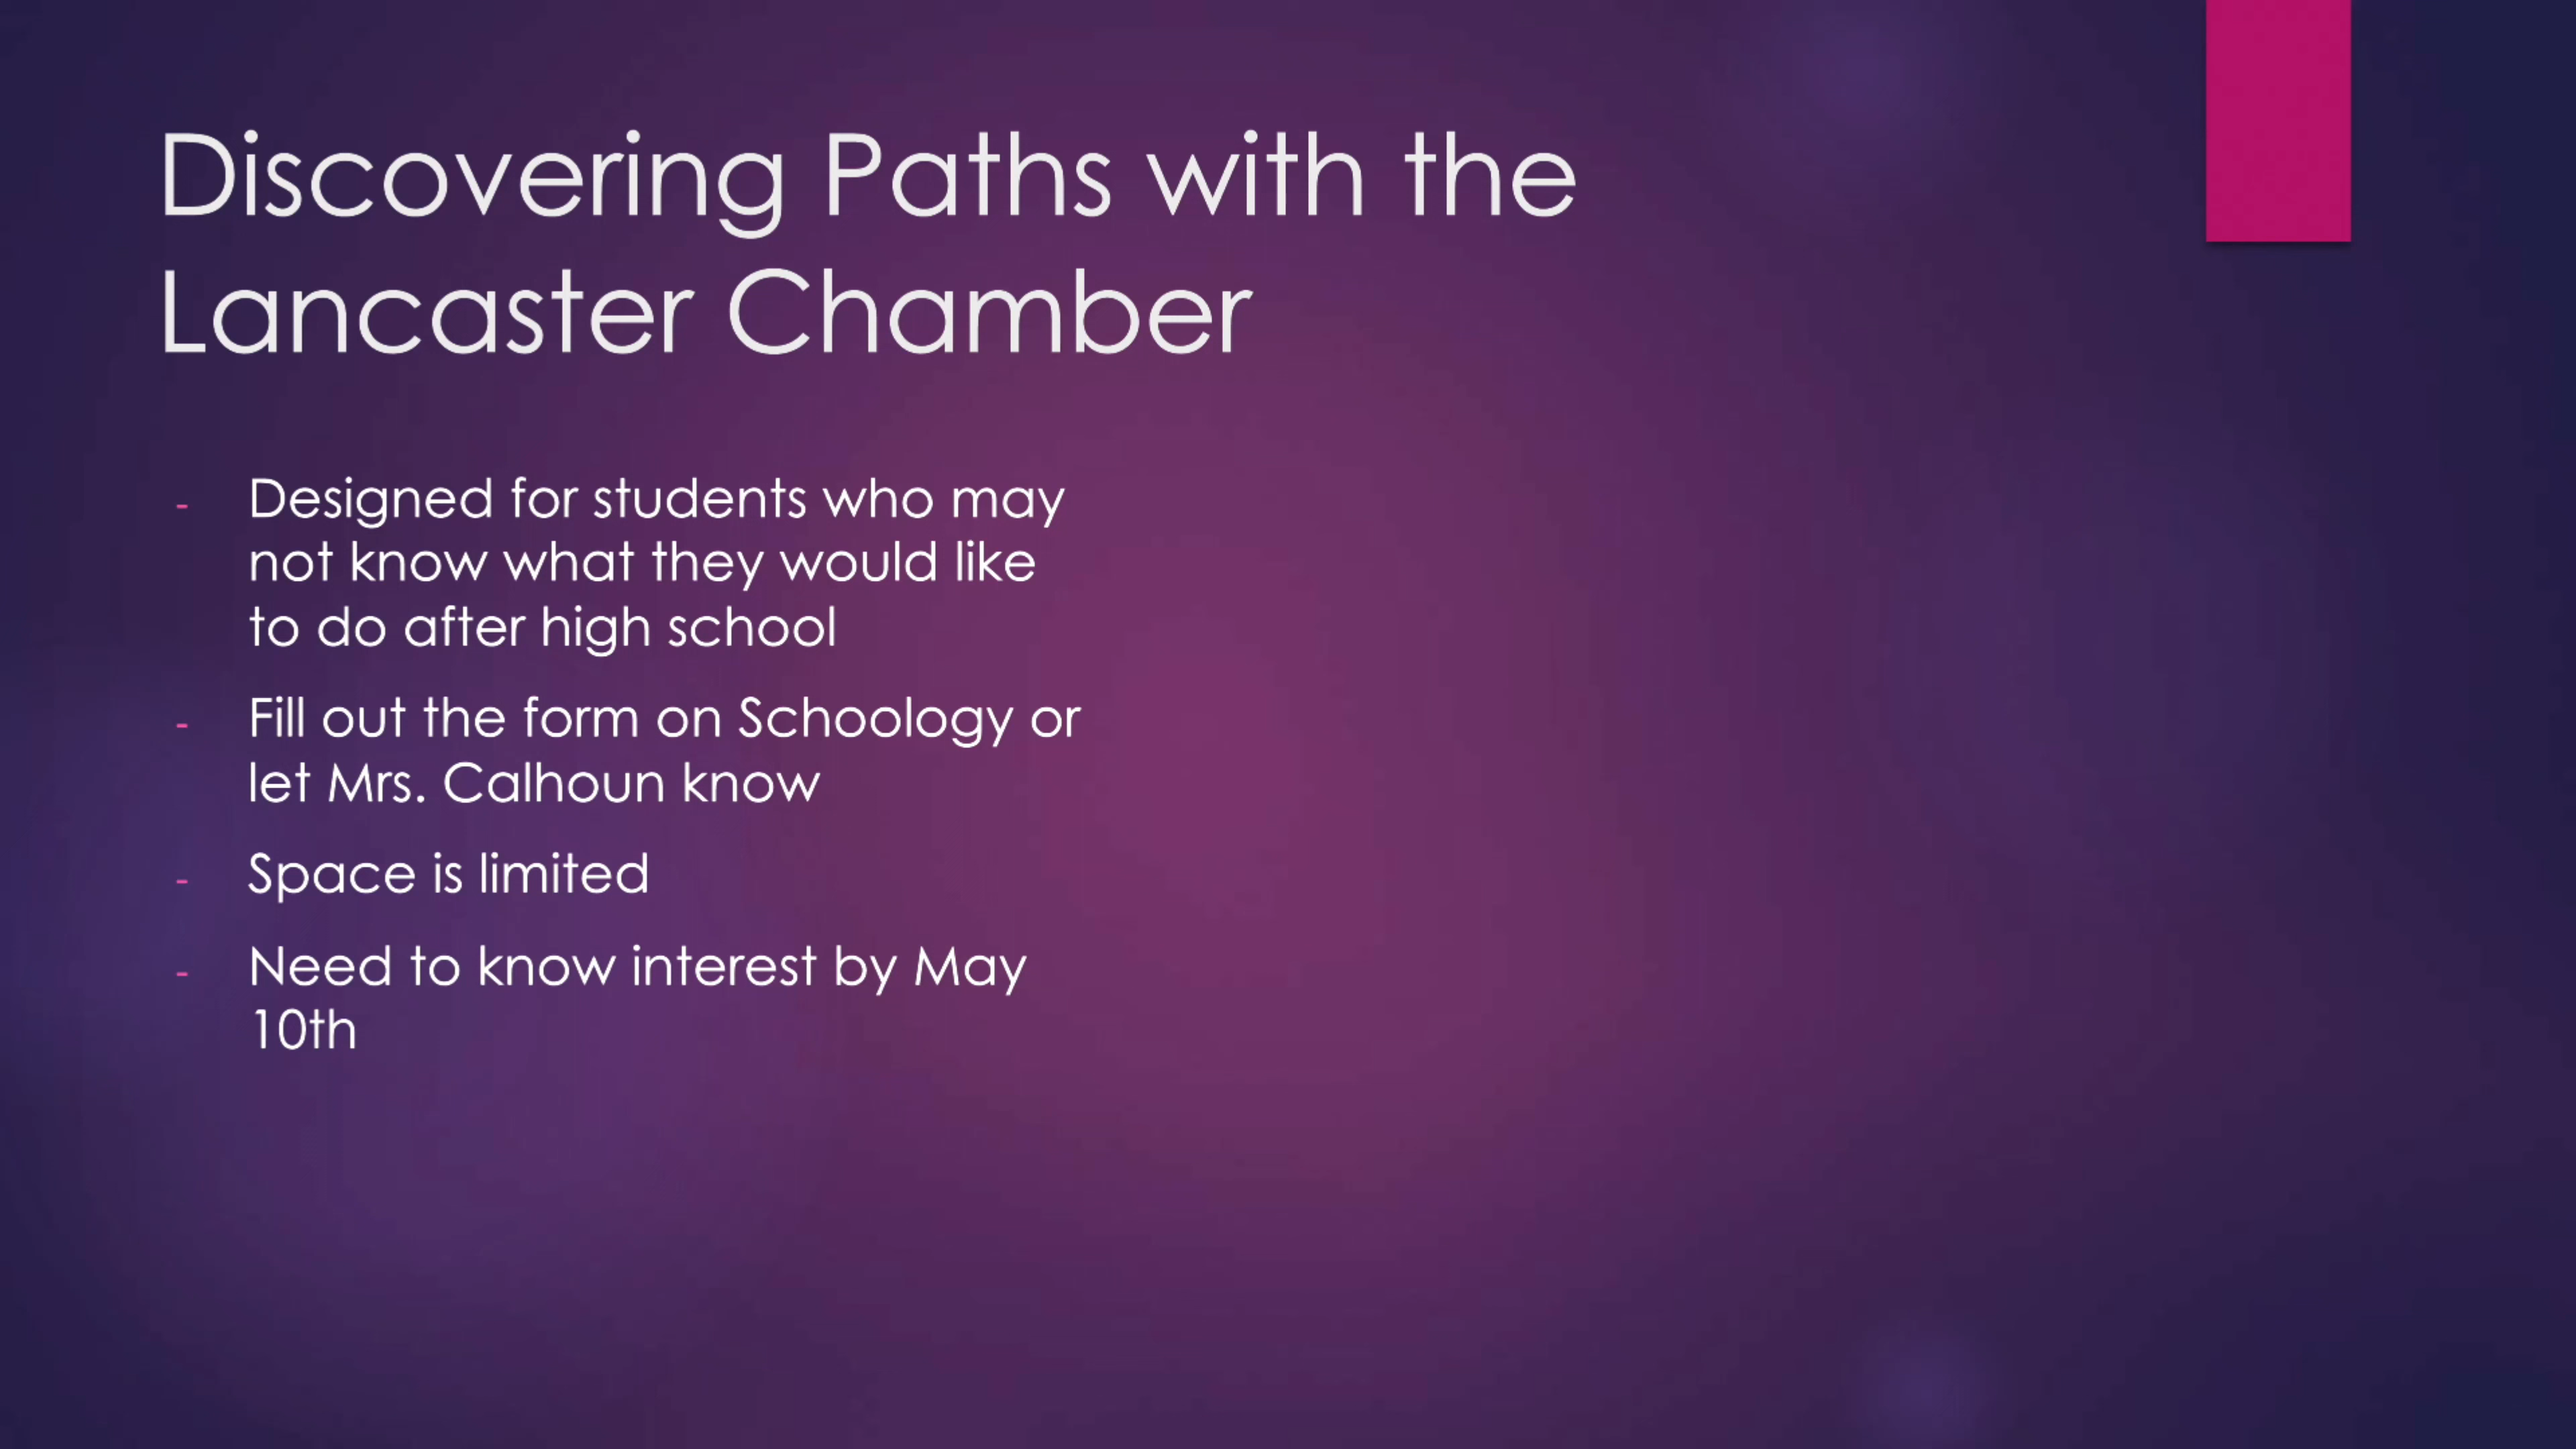 Discovering Paths with the
Lancaster Chamber
- Designed for students who may
not know what they would like
to do after high school
- Fill out the form on Schoology or
let Mrs. Calhoun know
- Space is limited
- Need to know interest by May
10th